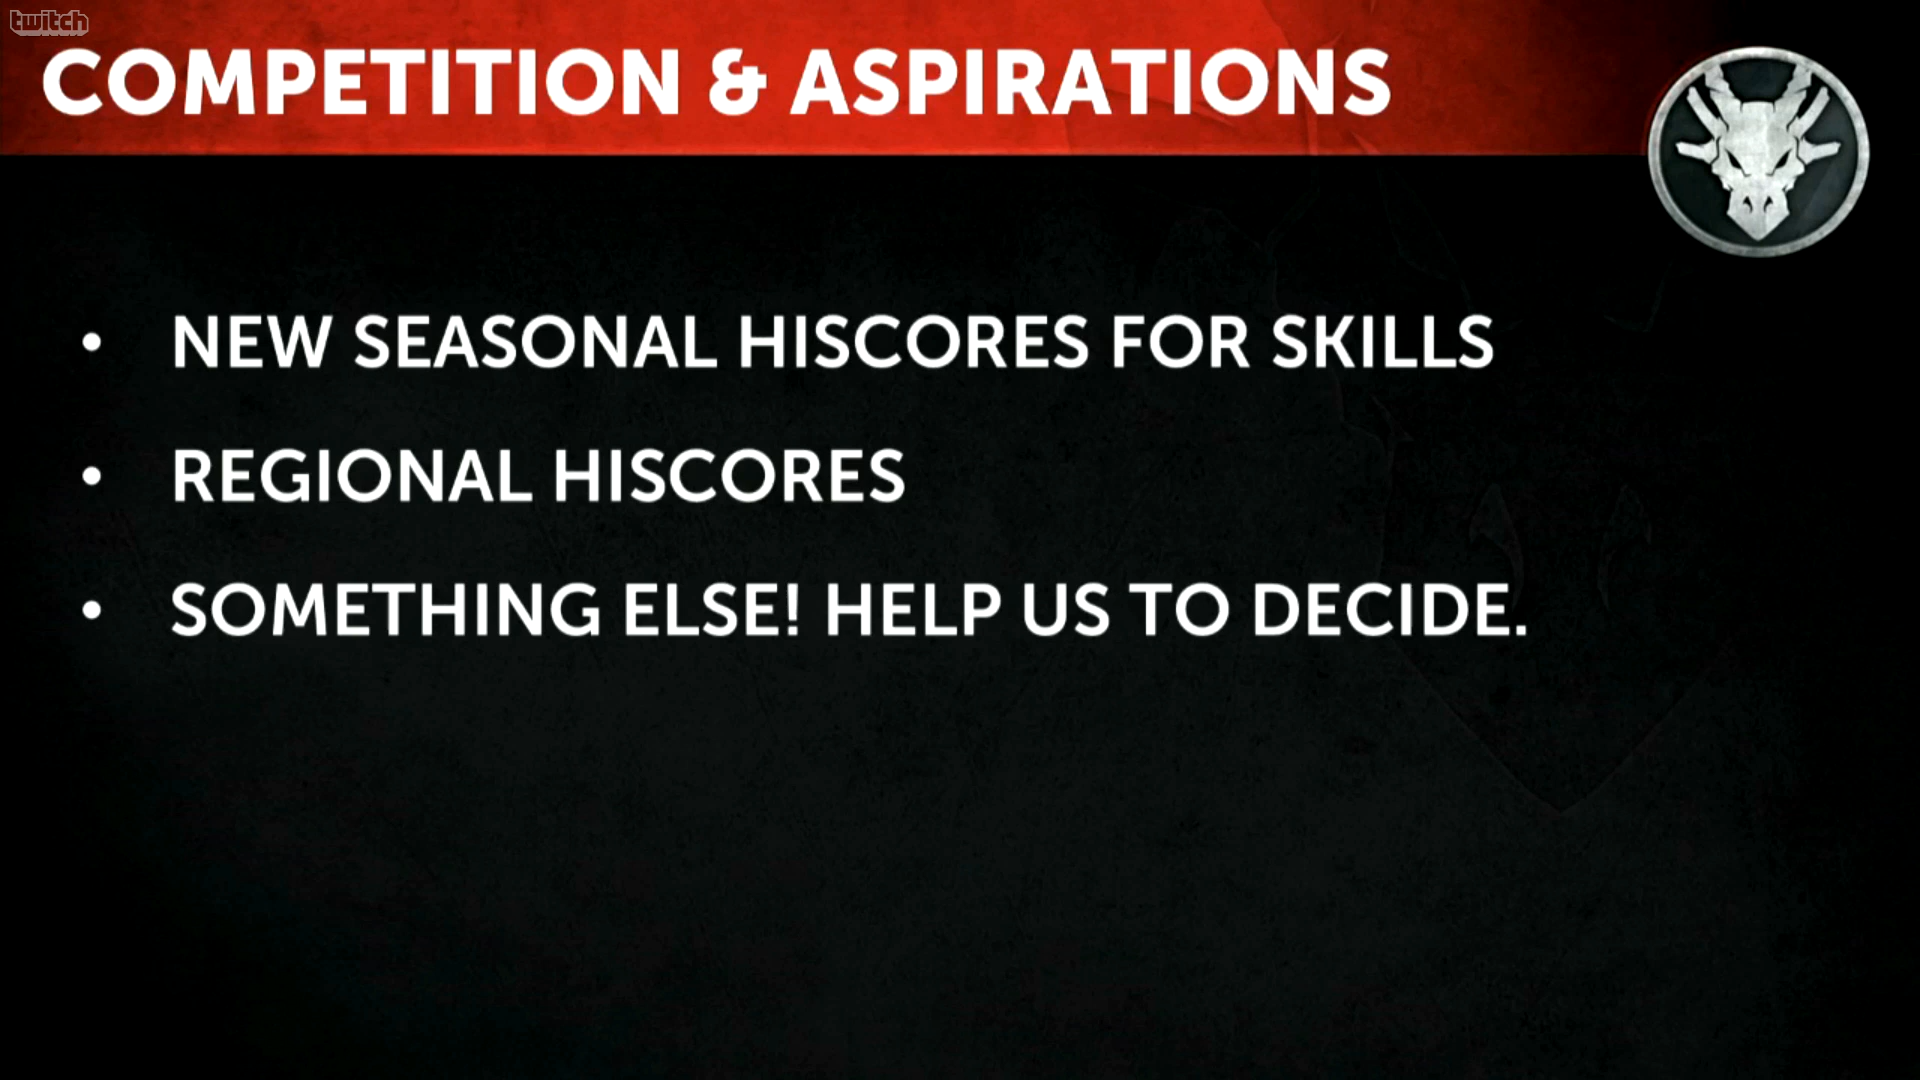 twitch
COMPETITION & ASPIRATIONS
• NEW SEASONAL HISCORES FOR SKILLS
• REGIONAL HISCORES
• SOMETHING ELSE! HELP US TO DECIDE.